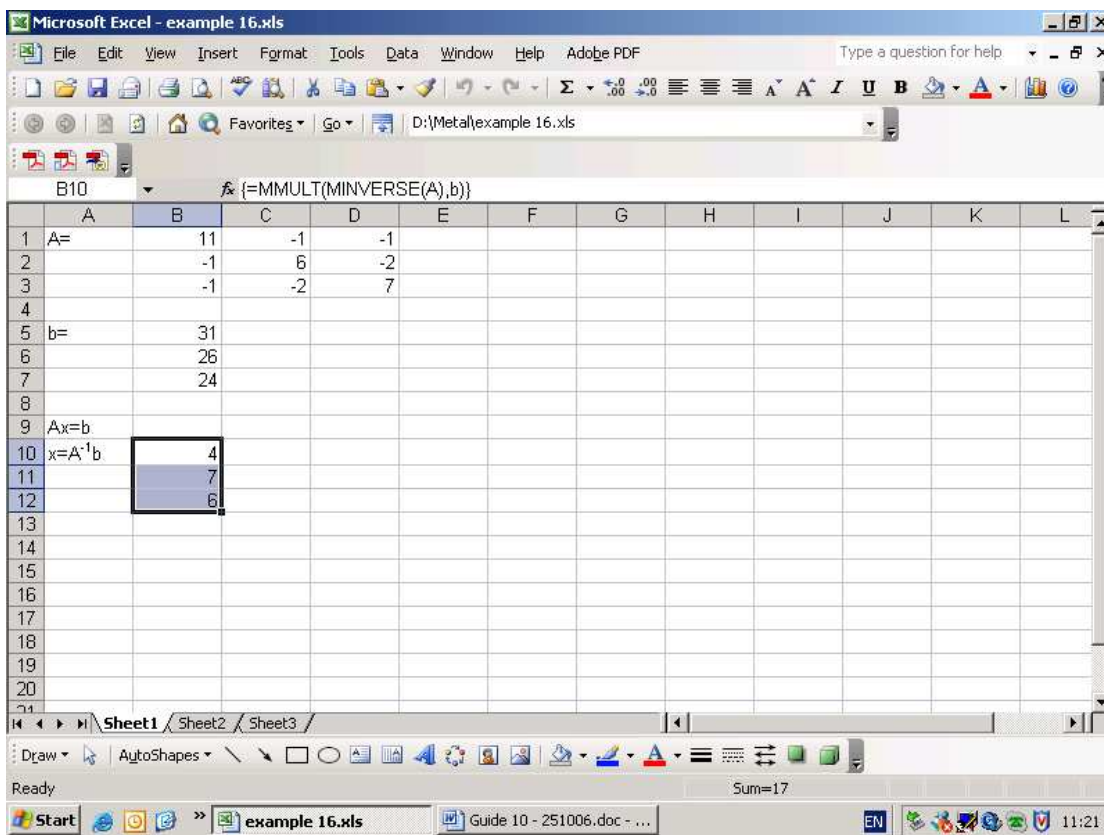 Microsoft Excel - example 16.xls
File Edit View Insert Format Tools Data Window Help Adobe PDF Type a question for help
Favorites Go D:\Metal\example 16.xls
B10 fx {=MMULT(MINVERSE(A),b)}
A B C D E F G H I J K L
1 A= 11 -1 -1
2 -1 6 -2
3 -1 -2 7
4
5 b= 31
6 26
7 24
8
9 Ax=b
10 x=A⁻¹b 4
11 7
12 6
13
14
15
16
17
18
19
20
21
Sheet1 / Sheet2 / Sheet3 /
Draw AutoShapes
Ready Sum=17
Start » example 16.xls Guide 10 - 251006.doc - ... EN 11:21